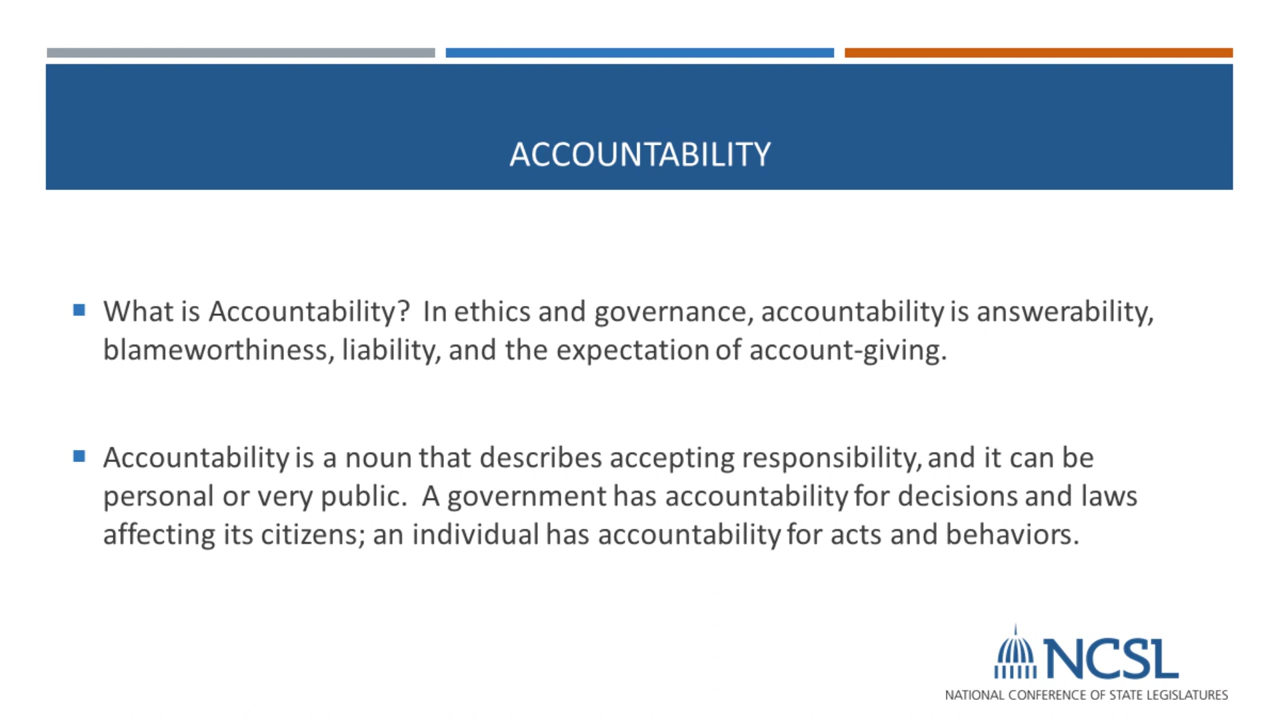 ACCOUNTABILITY
What is Accountability? In ethics and governance, accountability is answerability,
blameworthiness, liability, and the expectation of account-giving.
Accountability is a noun that describes accepting responsibility, and it can be
personal or very public. A government has accountability for decisions and laws
affecting its citizens; an individual has accountability for acts and behaviors.
NCSL
NATIONAL CONFERENCE OF STATE LEGISLATURES